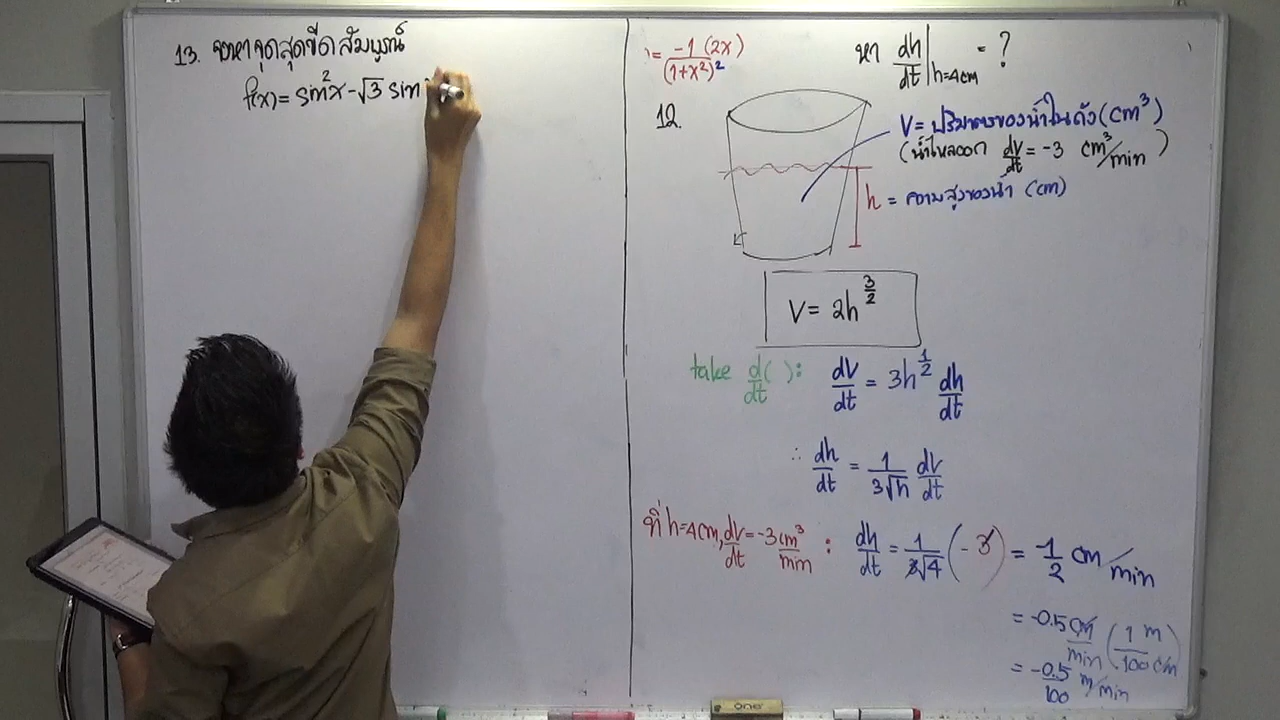 13. จงหาจุดสุดขีดสัมบูรณ์
f(x) = sin²x - √3 sin
= -1 (2x) / (1+x²)²
หา dh/dt |h=4cm = ?
12.
V = ปริมาตรของน้ำในถัง (cm³)
(น้ำไหลออก dv/dt = -3 cm³/min)
h = ความสูงของน้ำ (cm)
V = 2h^(3/2)
take d/dt ( ): dV/dt = 3h^(1/2) dh/dt
∴ dh/dt = 1/(3√h) dV/dt
ที่ h=4cm, dv/dt = -3 cm³/min : dh/dt = 1/(3√4) (-3) = -1/2 cm/min
= -0.5 cm/min (1 m / 100 cm)
= -0.5/100 m/min
one